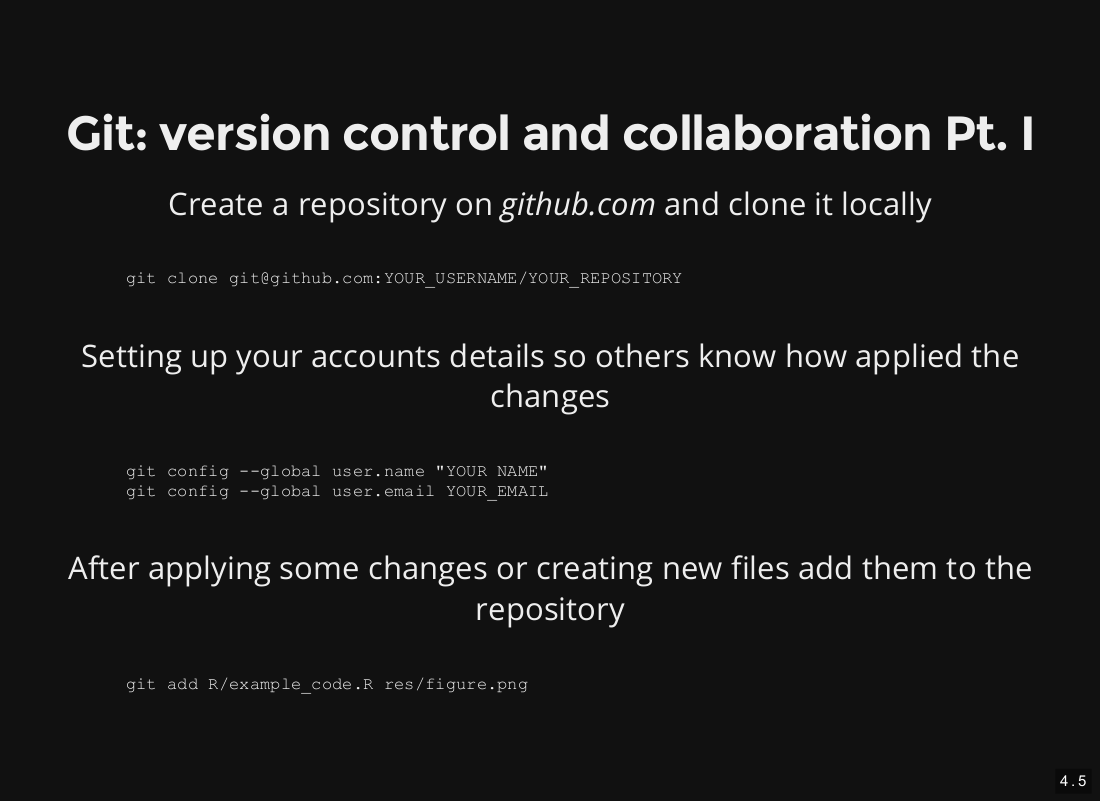 Git: version control and collaboration Pt. I
Create a repository on github.com and clone it locally
git clone git@github.com:YOUR_USERNAME/YOUR_REPOSITORY
Setting up your accounts details so others know how applied the
changes
git config --global user.name "YOUR NAME"
git config --global user.email YOUR_EMAIL
After applying some changes or creating new files add them to the
repository
git add R/example_code.R res/figure.png
4.5